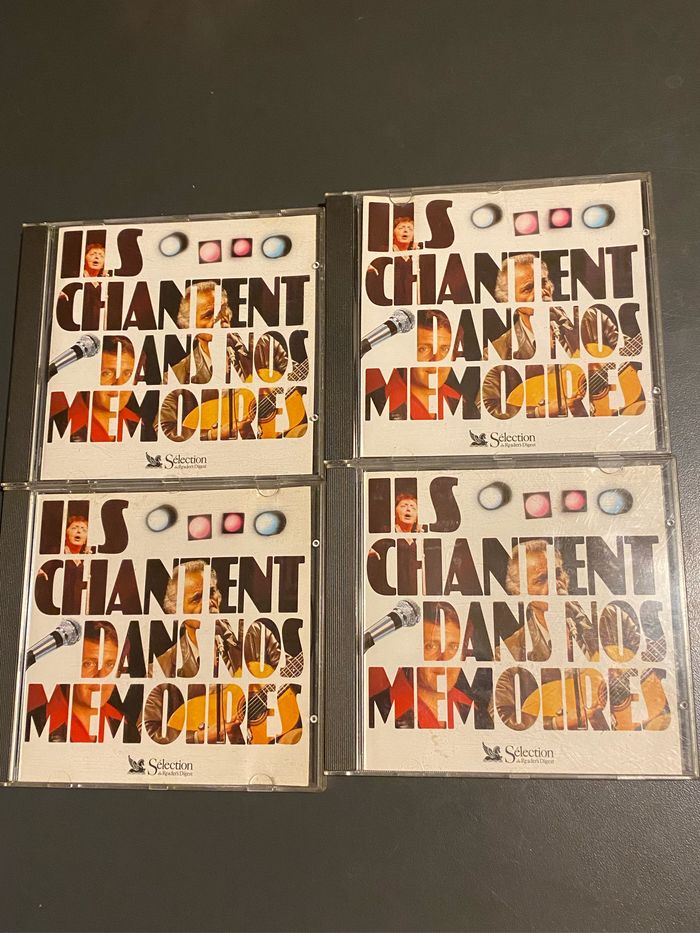 ILS
CHANTENT
DANS NOS
MEMOIRES
Sélection
du Reader's Digest
ILS
CHANTENT
DANS NOS
MEMOIRES
Sélection
du Reader's Digest
ILS
CHANTENT
DANS NOS
MEMOIRES
Sélection
du Reader's Digest
ILS
CHANTENT
DANS NOS
MEMOIRES
Sélection
du Reader's Digest